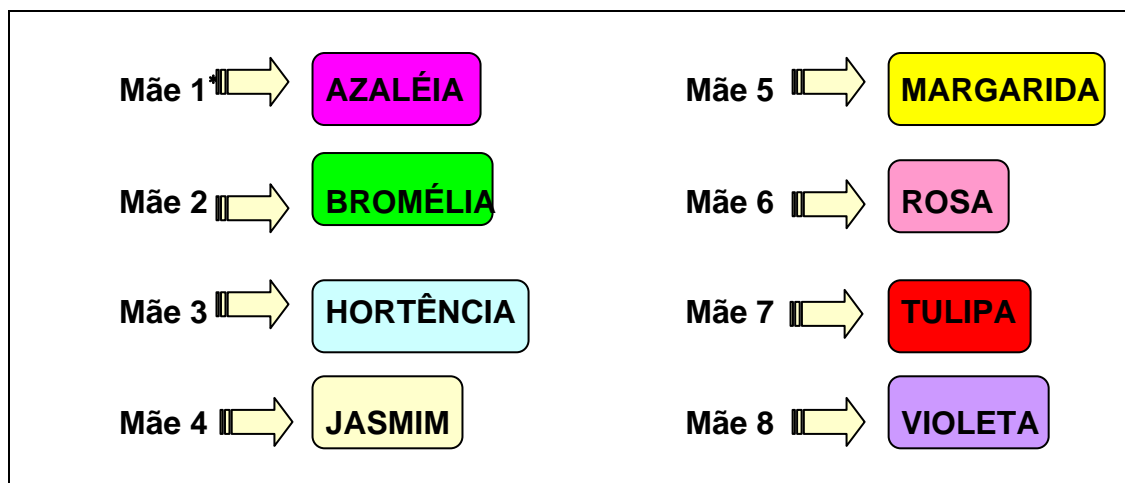 Mãe 1* AZALÉIA
Mãe 2 BROMÉLIA
Mãe 3 HORTÊNCIA
Mãe 4 JASMIM
Mãe 5 MARGARIDA
Mãe 6 ROSA
Mãe 7 TULIPA
Mãe 8 VIOLETA